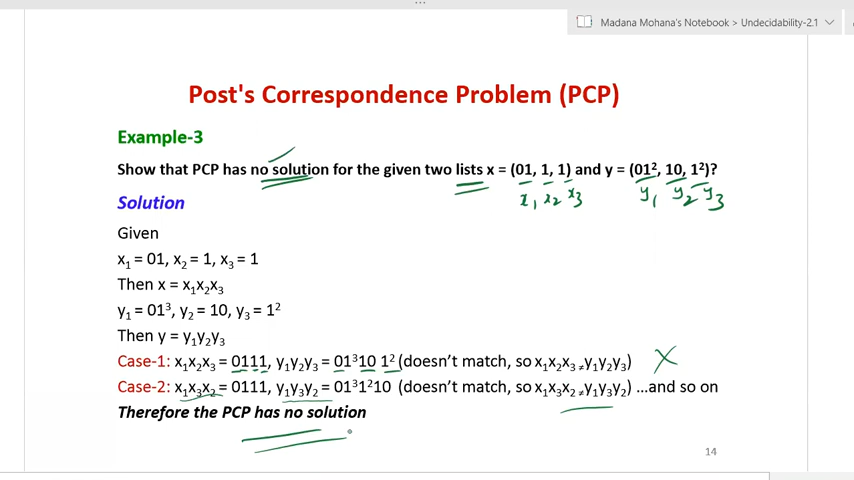 Madana Mohana's Notebook > Undecidability-2.1
Post's Correspondence Problem (PCP)
Example-3
Show that PCP has no solution for the given two lists x = (01, 1, 1) and y = (01², 10, 1²)?
x₁ x₂ x₃ y₁ y₂ y₃
Solution
Given
x₁ = 01, x₂ = 1, x₃ = 1
Then x = x₁x₂x₃
y₁ = 01³, y₂ = 10, y₃ = 1²
Then y = y₁y₂y₃
Case-1: x₁x₂x₃ = 0111, y₁y₂y₃ = 01³10 1² (doesn't match, so x₁x₂x₃ ≠ y₁y₂y₃) X
Case-2: x₁x₃x₂ = 0111, y₁y₃y₂ = 01³1²10 (doesn't match, so x₁x₃x₂ ≠ y₁y₃y₂) ...and so on
Therefore the PCP has no solution
14